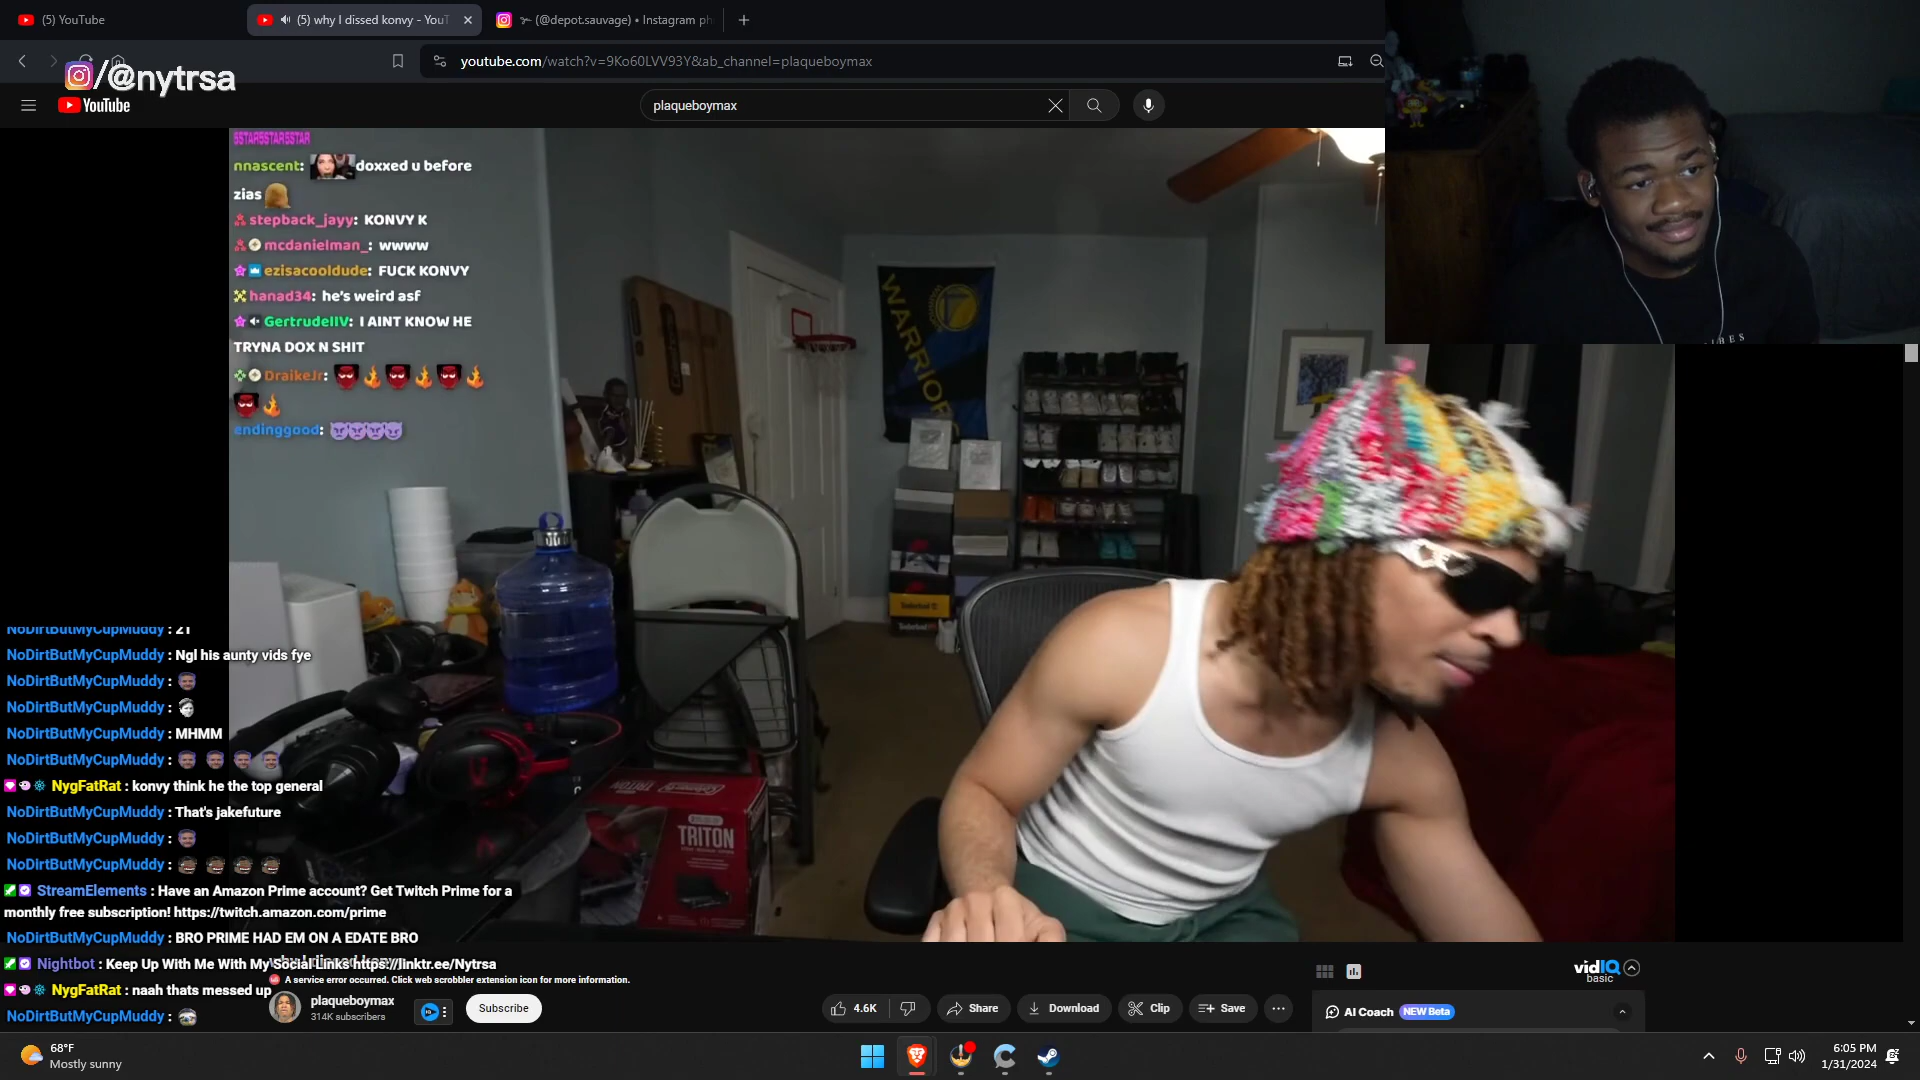 (5) YouTube
(5) why I dissed konvy - YouT
(@depot.sauvage) • Instagram ph
/@nytrsa
youtube.com/watch?v=9Ko60LVV93Y&ab_channel=plaqueboymax
YouTube
plaqueboymax
5STAR5STAR5STAR
nnascent: doxxed u before
zias
stepback_jayy: KONVY K
mcdanielman_: wwww
ezisacooldude: FUCK KONVY
hanad34: he's weird asf
GertrudeIIV: I AINT KNOW HE
TRYNA DOX N SHIT
DraikeJr:
endinggood:
WARRIOR
TRITON
NoDirtButMyCupMuddy : 21
NoDirtButMyCupMuddy : Ngl his aunty vids fye
NoDirtButMyCupMuddy :
NoDirtButMyCupMuddy :
NoDirtButMyCupMuddy : MHMM
NoDirtButMyCupMuddy :
NygFatRat : konvy think he the top general
NoDirtButMyCupMuddy : That's jakefuture
NoDirtButMyCupMuddy :
NoDirtButMyCupMuddy :
StreamElements : Have an Amazon Prime account? Get Twitch Prime for a
monthly free subscription! https://twitch.amazon.com/prime
NoDirtButMyCupMuddy : BRO PRIME HAD EM ON A EDATE BRO
Nightbot : Keep Up With Me With My Social Links https://linktr.ee/Nytrsa
NygFatRat : naah thats messed up
NoDirtButMyCupMuddy :
A service error occurred. Click web scrobbler extension icon for more information.
plaqueboymax
314K subscribers
Subscribe
4.6K
Share
Download
Clip
Save
vidIQ
basic
AI Coach NEW Beta
68°F
Mostly sunny
6:05 PM
1/31/2024